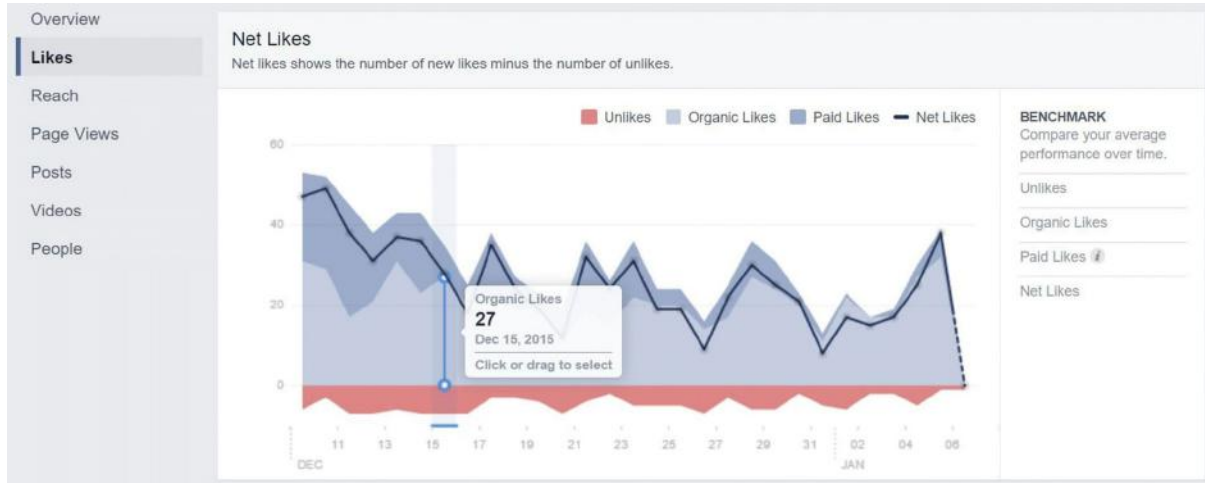 Overview
Likes
Reach
Page Views
Posts
Videos
People
Net Likes
Net likes shows the number of new likes minus the number of unlikes.
Unlikes Organic Likes Paid Likes Net Likes
60
40
20
0
Organic Likes
27
Dec 15, 2015
Click or drag to select
11 13 15 17 19 21 23 25 27 29 31 02 04 06
DEC JAN
BENCHMARK
Compare your average
performance over time.
Unlikes
Organic Likes
Paid Likes i
Net Likes